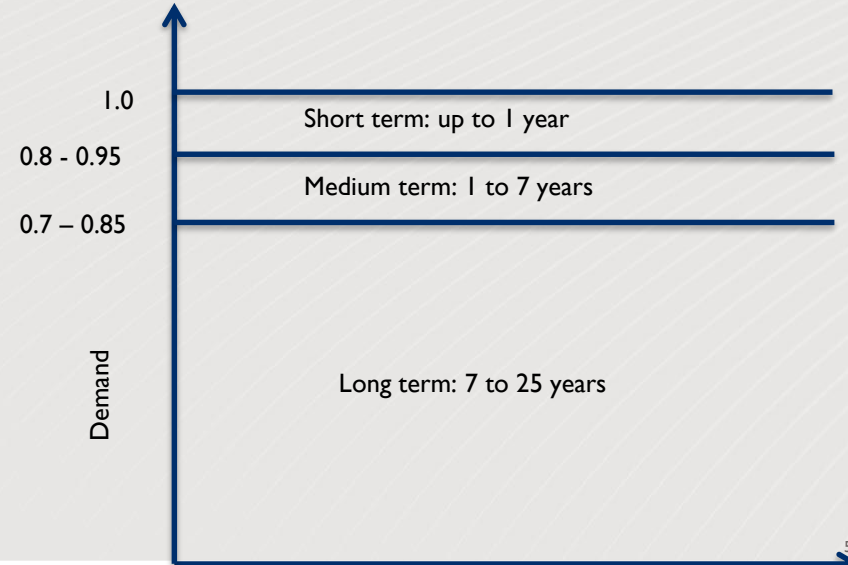 1.0
Short term: up to 1 year
0.8 - 0.95
Medium term: 1 to 7 years
0.7 – 0.85
Demand
Long term: 7 to 25 years